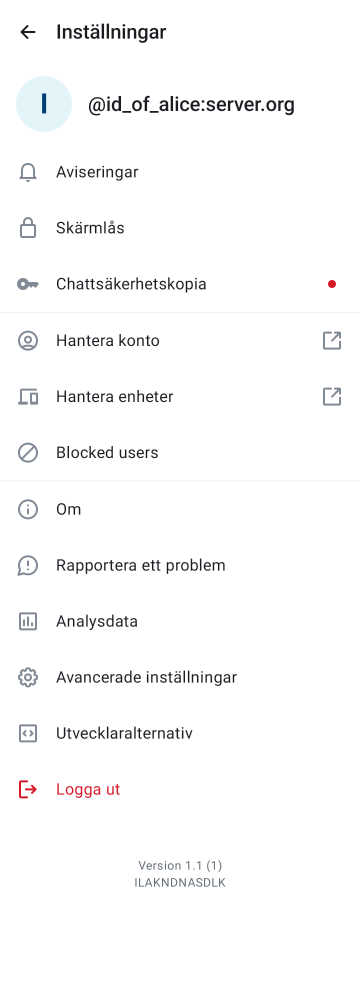 Inställningar
I
@id_of_alice:server.org
Aviseringar
Skärmlås
Chattsäkerhetskopia
Hantera konto
Hantera enheter
Blocked users
Om
Rapportera ett problem
Analysdata
Avancerade inställningar
Utvecklaralternativ
Logga ut
Version 1.1 (1)
ILAKNDNASDLK